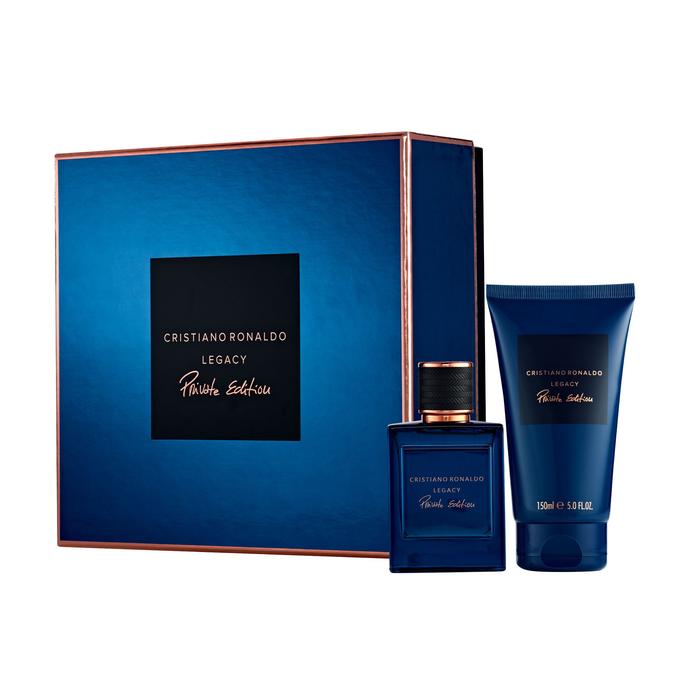 CRISTIANO RONALDO
LEGACY
Private Edition
CRISTIANO RONALDO
LEGACY
Private Edition
CRISTIANO RONALDO
LEGACY
Private Edition
150ml ℮ 5.0 FL.OZ.